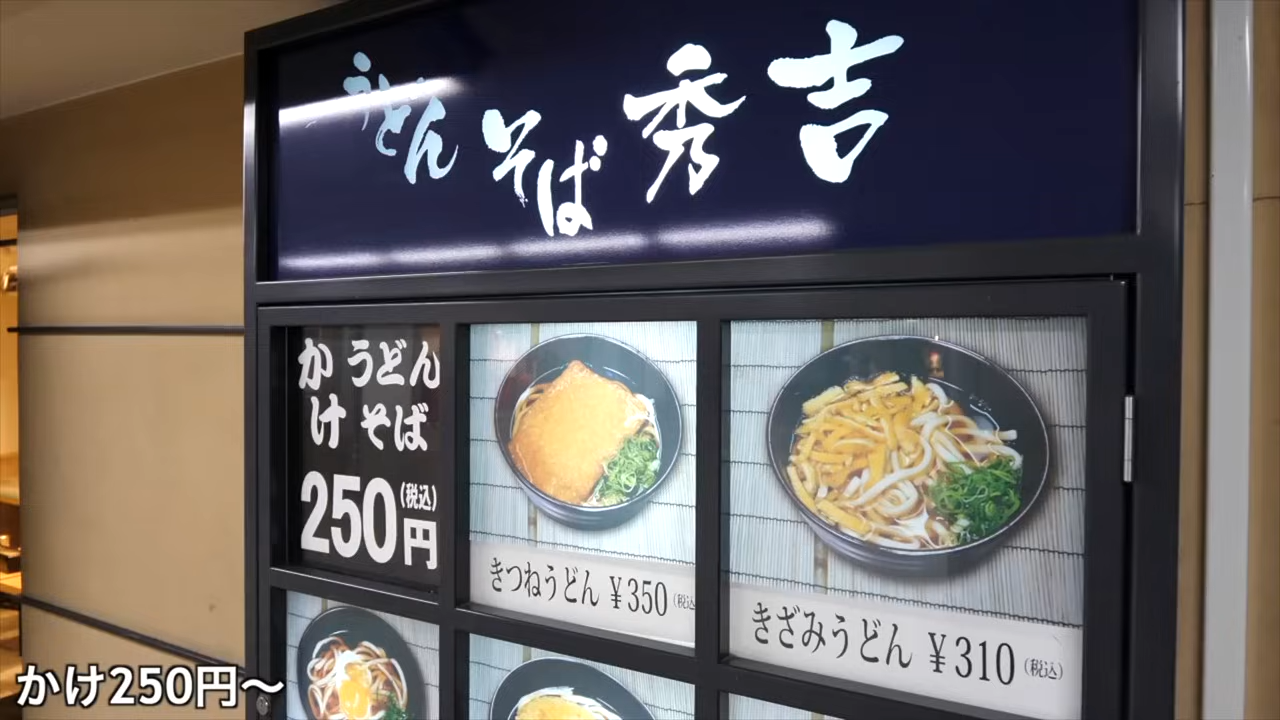 うどん そば 秀吉
かけ うどん そば
250円(税込)
きつねうどん ¥350(税込)
きざみうどん ¥310(税込)
かけ250円〜